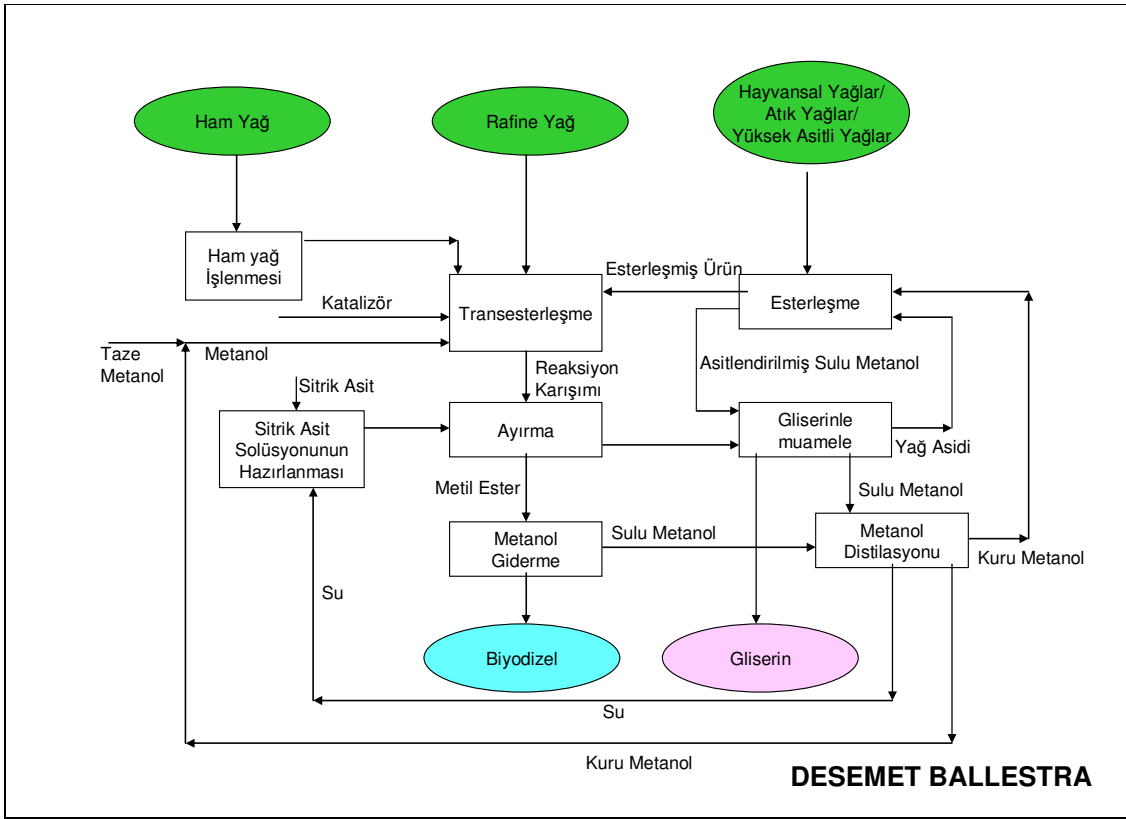 Ham Yağ
Rafine Yağ
Hayvansal Yağlar/
Atık Yağlar/
Yüksek Asitli Yağlar
Ham yağ
İşlenmesi
Esterleşmiş Ürün
Transesterleşme
Esterleşme
Katalizör
Taze
Metanol
Metanol
Reaksiyon
Karışımı
Asitlendirilmiş Sulu Metanol
Sitrik Asit
Sitrik Asit
Solüsyonunun
Hazırlanması
Ayırma
Gliserinle
muamele
Yağ Asidi
Metil Ester
Sulu Metanol
Metanol
Giderme
Sulu Metanol
Metanol
Distilasyonu
Kuru Metanol
Su
Biyodizel
Gliserin
Su
Kuru Metanol
DESEMET BALLESTRA